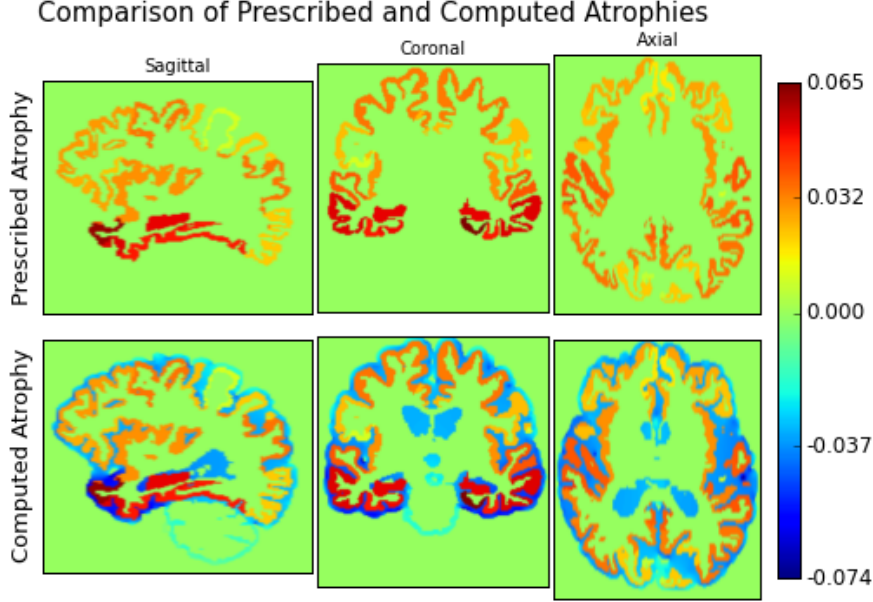 Comparison of Prescribed and Computed Atrophies
Sagittal
Coronal
Axial
Prescribed Atrophy
Computed Atrophy
0.065
0.032
0.000
-0.037
-0.074